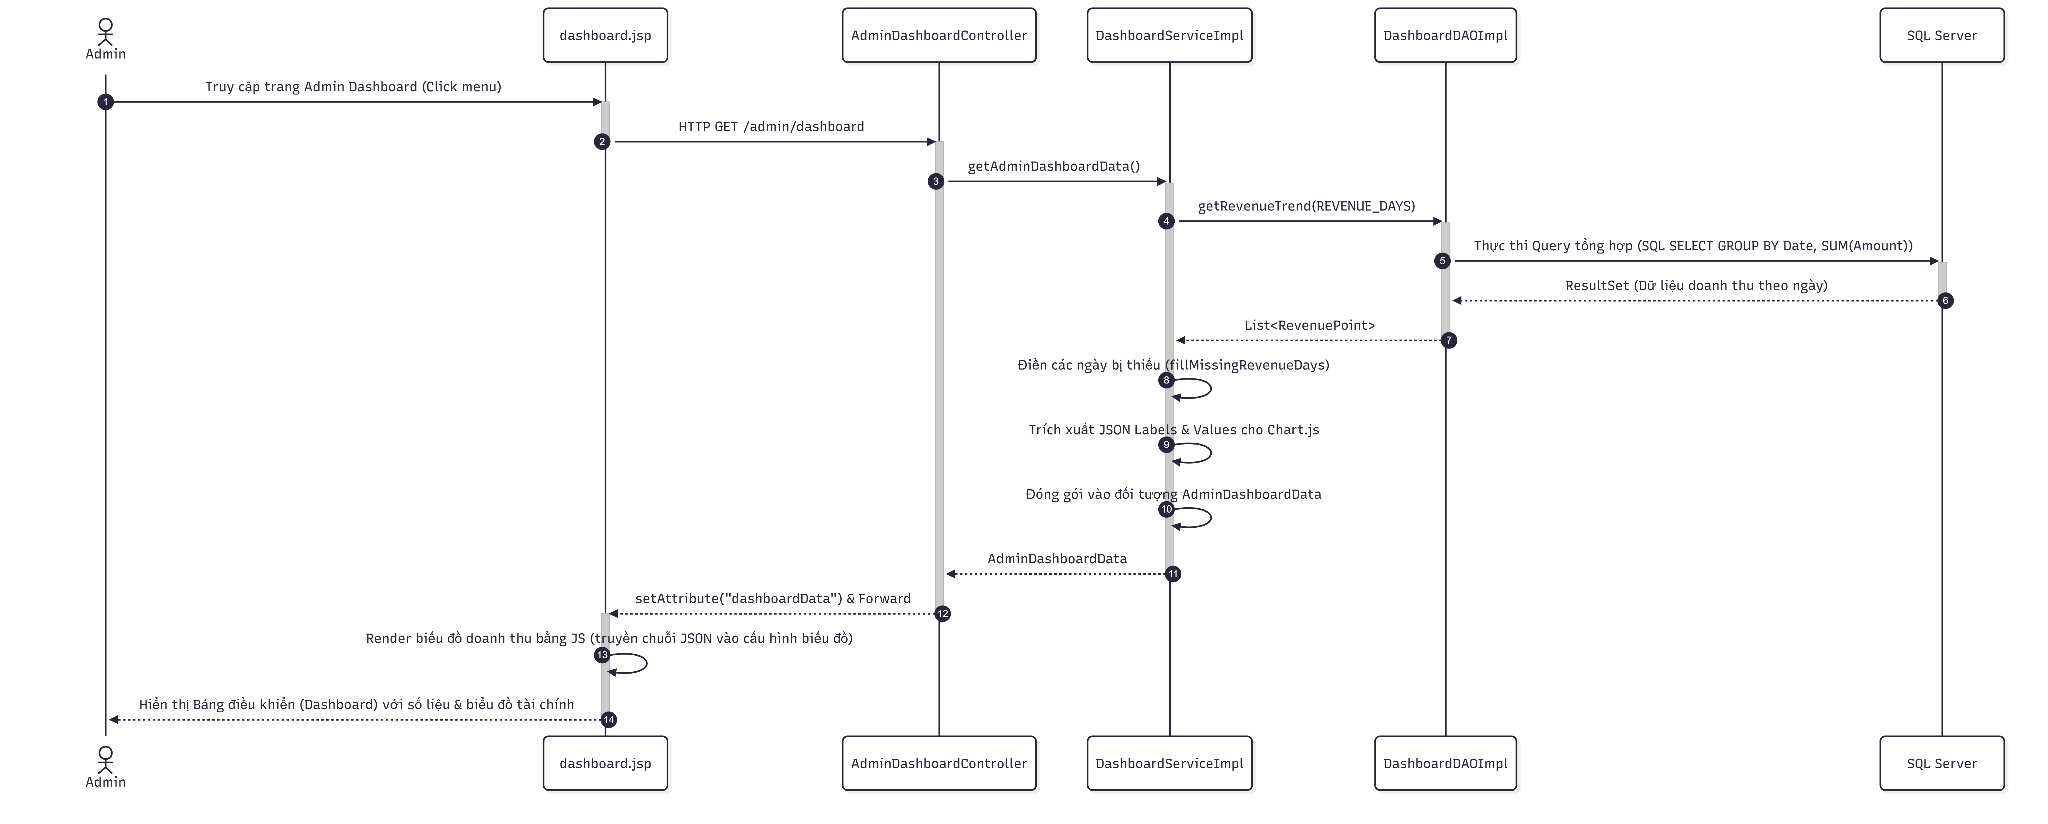 Admin
dashboard.jsp
AdminDashboardController
DashboardServiceImpl
DashboardDAOImpl
SQL Server
Truy cập trang Admin Dashboard (Click menu)
1
HTTP GET /admin/dashboard
2
getAdminDashboardData()
3
getRevenueTrend(REVENUE_DAYS)
4
Thực thi Query tổng hợp (SQL SELECT GROUP BY Date, SUM(Amount))
5
ResultSet (Dữ liệu doanh thu theo ngày)
6
List<RevenuePoint>
7
Điền các ngày bị thiếu (fillMissingRevenueDays)
8
Trích xuất JSON Labels & Values cho Chart.js
9
Đóng gói vào đối tượng AdminDashboardData
10
AdminDashboardData
11
setAttribute("dashboardData") & Forward
12
Render biểu đồ doanh thu bằng JS (truyền chuỗi JSON vào cấu hình biểu đồ)
13
Hiển thị Bảng điều khiển (Dashboard) với số liệu & biểu đồ tài chính
14
Admin
dashboard.jsp
AdminDashboardController
DashboardServiceImpl
DashboardDAOImpl
SQL Server